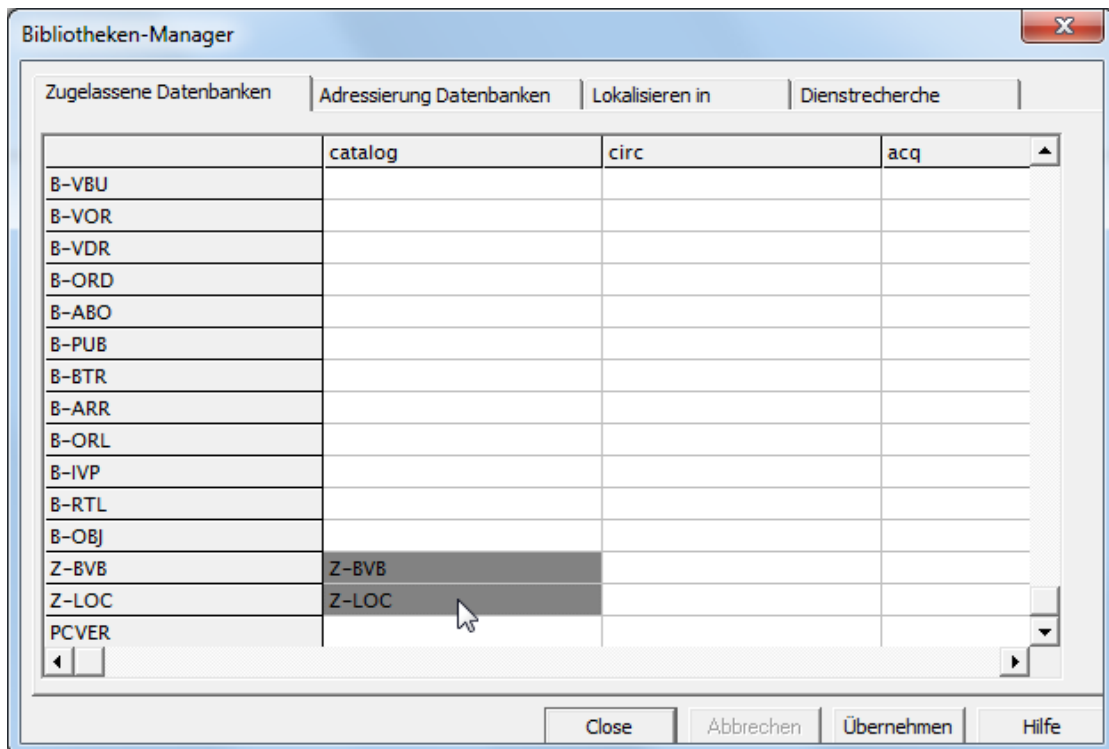 Bibliotheken-Manager
Zugelassene Datenbanken Adressierung Datenbanken Lokalisieren in Dienstrecherche
catalog circ acq
B-VBU
B-VOR
B-VDR
B-ORD
B-ABO
B-PUB
B-BTR
B-ARR
B-ORL
B-IVP
B-RTL
B-OBJ
Z-BVB Z-BVB
Z-LOC Z-LOC
PCVER
Close Abbrechen Übernehmen Hilfe